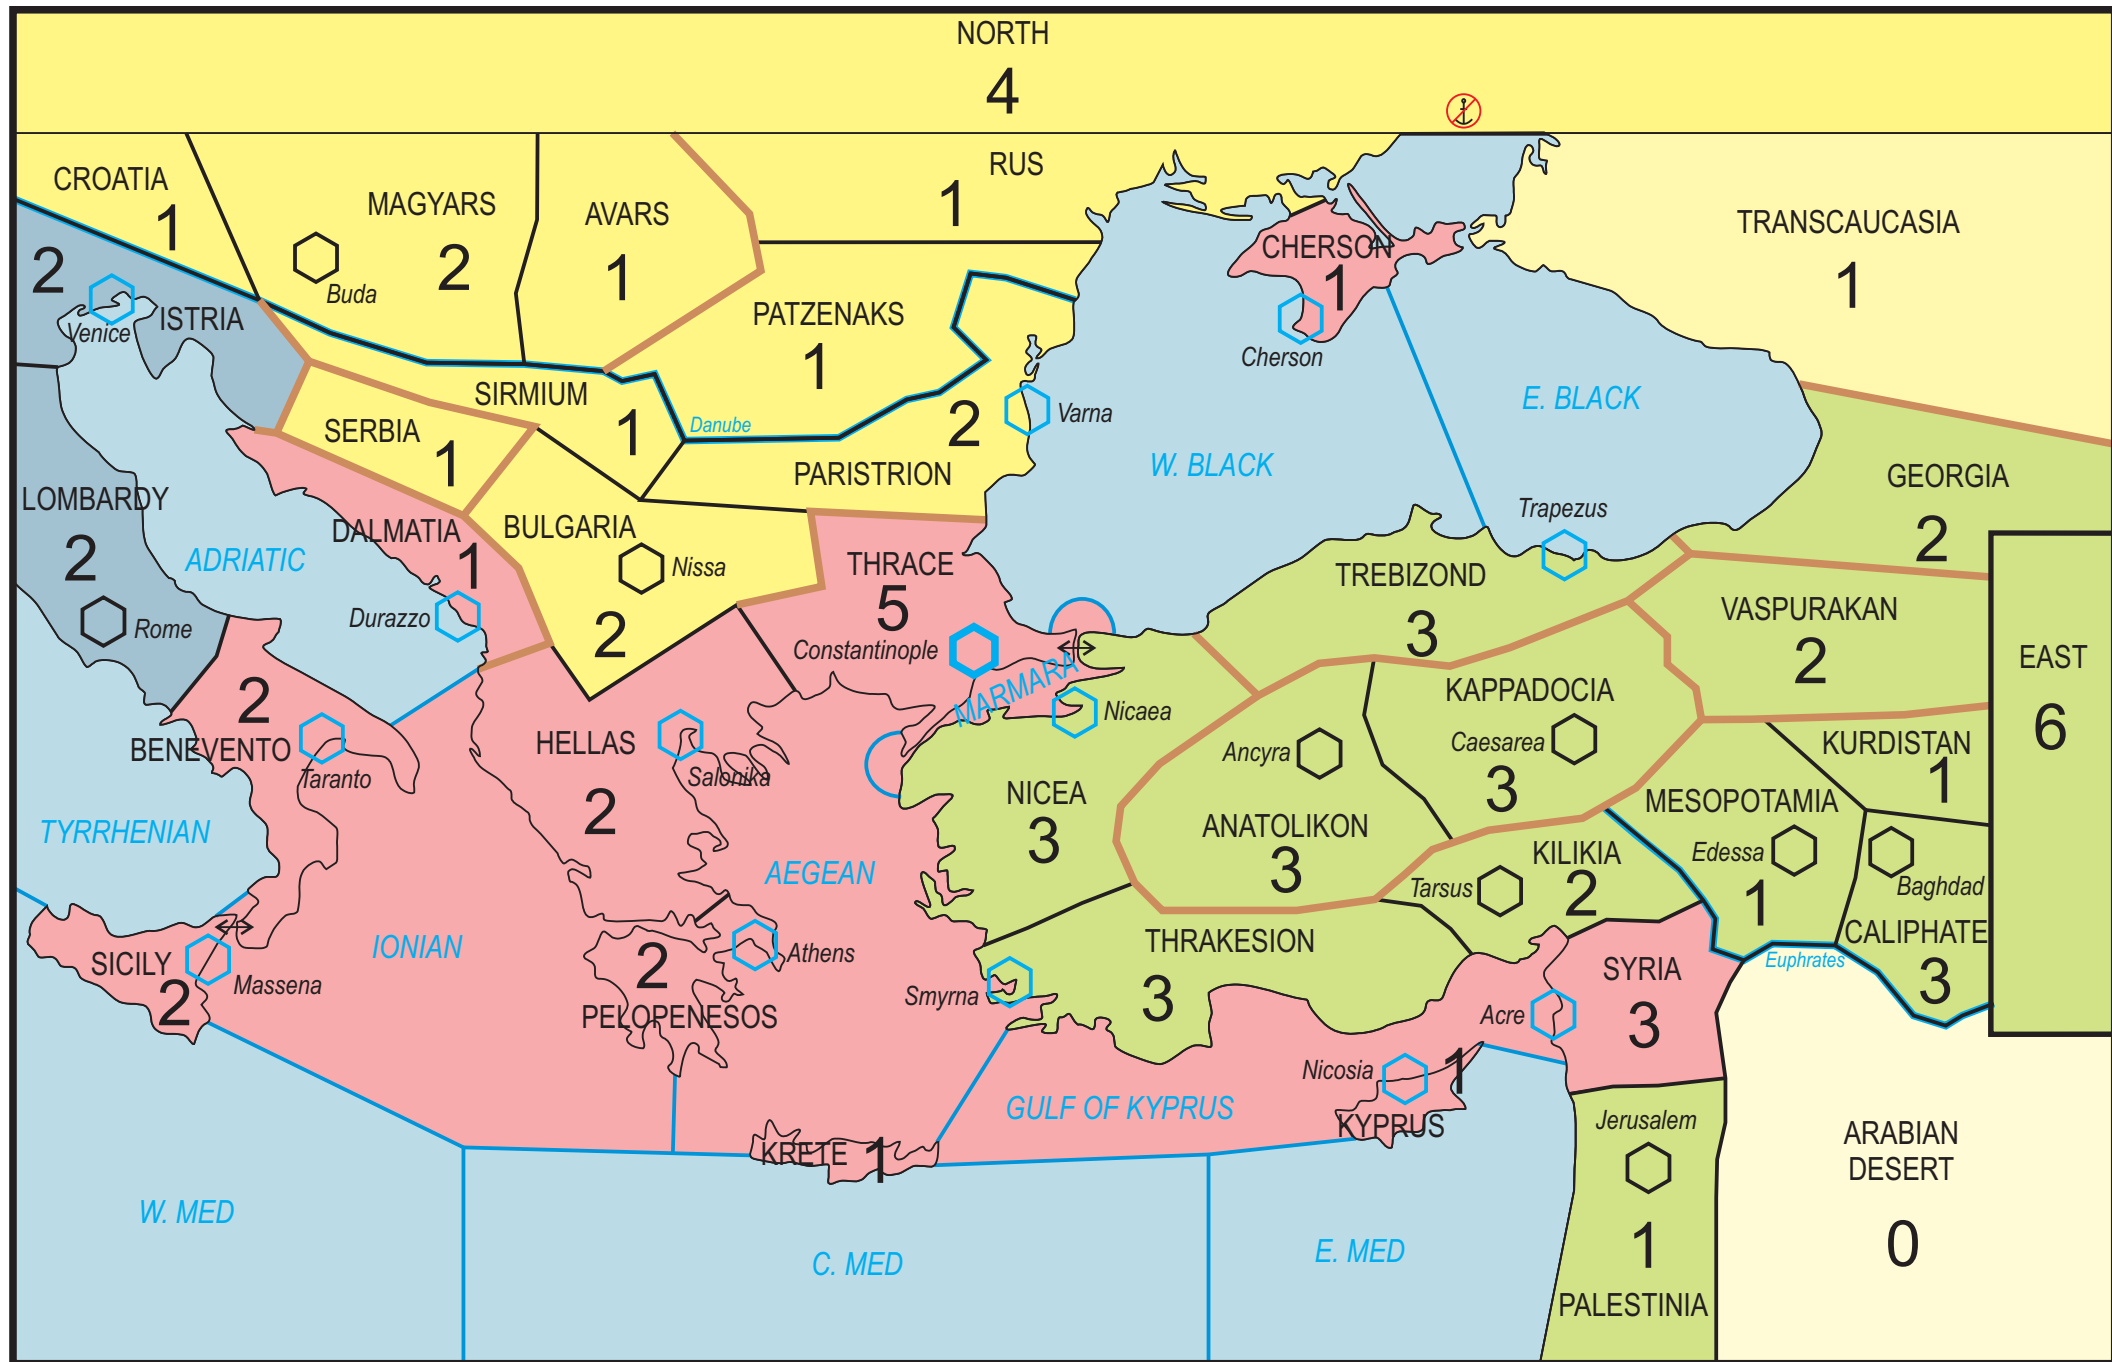 NORTH
4
CROATIA
1
MAGYARS
2
Buda
AVARS
1
RUS
1
TRANSCAUCASIA
1
CHERSON
1
Cherson
2
Venice
ISTRIA
PATZENAKS
1
SIRMIUM
1
Danube
SERBIA
1
2
Varna
PARISTRION
W. BLACK
E. BLACK
GEORGIA
2
Trapezus
LOMBARDY
2
Rome
ADRIATIC
DALMATIA
1
Durazzo
BULGARIA
Nissa
2
THRACE
5
Constantinople
MARMARA
Nicaea
TREBIZOND
3
VASPURAKAN
2
EAST
6
KAPPADOCIA
Caesarea
3
KURDISTAN
1
2
BENEVENTO
Taranto
HELLAS
Salonika
2
Ancyra
ANATOLIKON
3
NICEA
3
MESOPOTAMIA
Edessa
1
KILIKIA
2
Tarsus
Baghdad
CALIPHATE
3
Euphrates
TYRRHENIAN
AEGEAN
IONIAN
SICILY
2
Massena
2
Athens
PELOPENESOS
Smyrna
THRAKESION
3
SYRIA
3
Acre
Nicosia
1
KYPRUS
GULF OF KYPRUS
KRETE
1
Jerusalem
1
PALESTINIA
ARABIAN
DESERT
0
W. MED
C. MED
E. MED